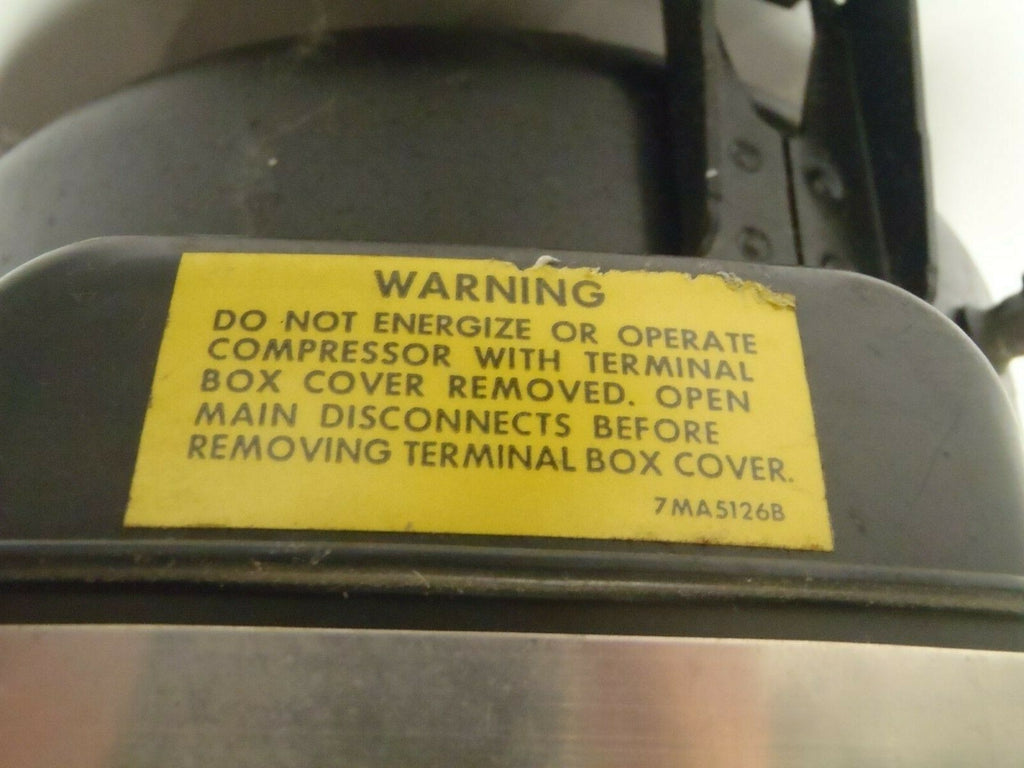 WARNING
DO NOT ENERGIZE OR OPERATE
COMPRESSOR WITH TERMINAL
BOX COVER REMOVED. OPEN
MAIN DISCONNECTS BEFORE
REMOVING TERMINAL BOX COVER.
7MA5126B